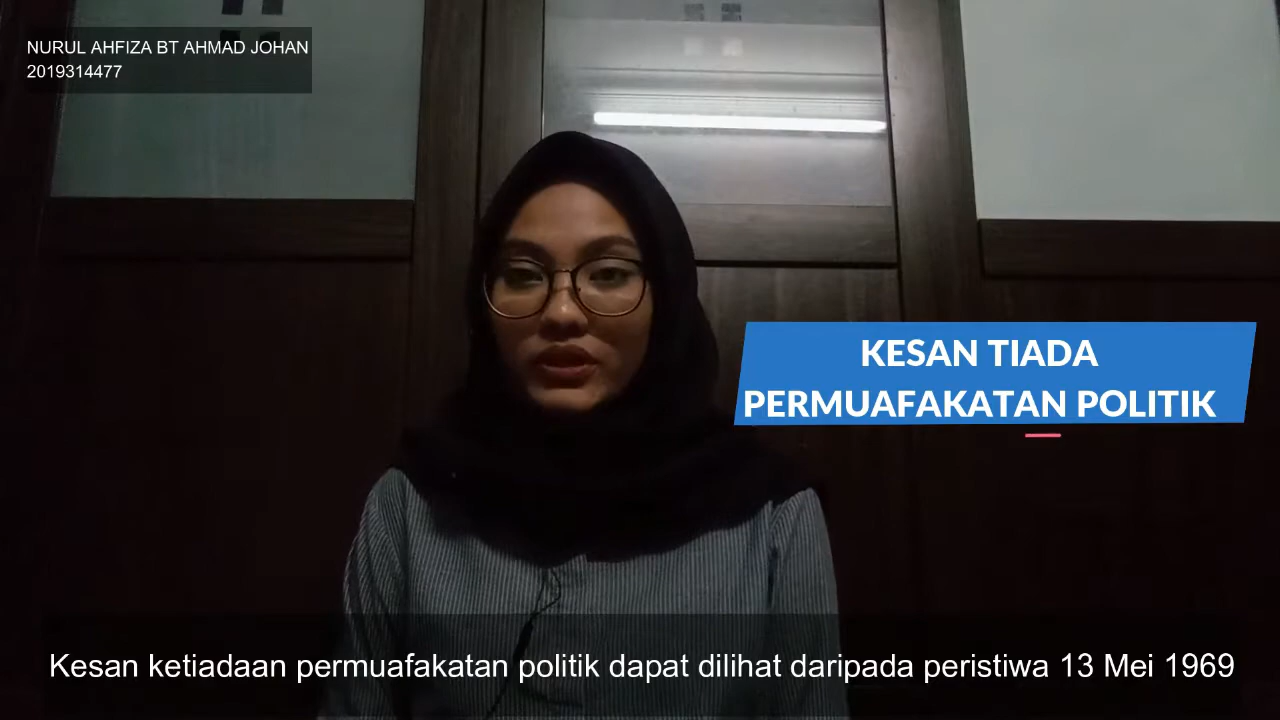 NURUL AHFIZA BT AHMAD JOHAN
2019314477
KESAN TIADA
PERMUAFAKATAN POLITIK
Kesan ketiadaan permuafakatan politik dapat dilihat daripada peristiwa 13 Mei 1969